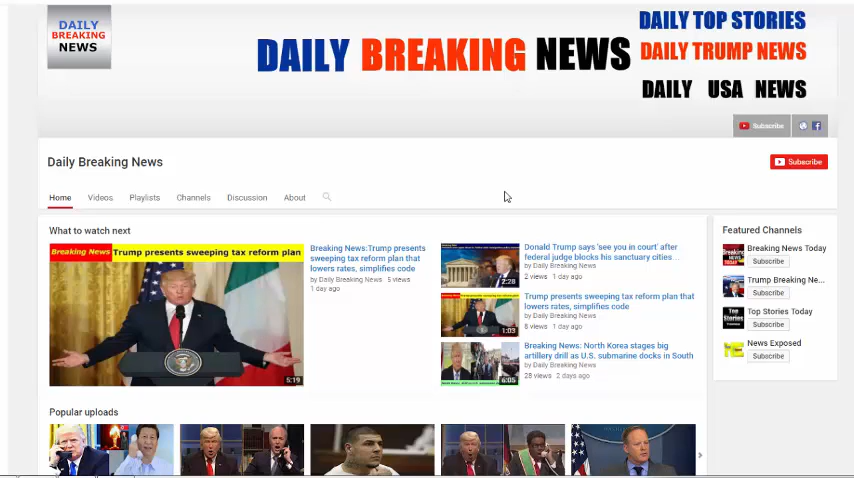 DAILY
BREAKING
NEWS
DAILY BREAKING NEWS
DAILY TOP STORIES
DAILY TRUMP NEWS
DAILY USA NEWS
Subscribe
Daily Breaking News
Subscribe
Home Videos Playlists Channels Discussion About
What to watch next
Breaking News Trump presents sweeping tax reform plan
5:19
Breaking News:Trump presents
sweeping tax reform plan that
lowers rates, simplifies code
by Daily Breaking News 5 views
1 day ago
2:28
Donald Trump says 'see you in court' after
federal judge blocks his sanctuary cities...
by Daily Breaking News
2 views 1 day ago
1:03
Trump presents sweeping tax reform plan that
lowers rates, simplifies code
by Daily Breaking News
6 views 1 day ago
6:05
Breaking News: North Korea stages big
artillery drill as U.S. submarine docks in South
by Daily Breaking News
28 views 2 days ago
Featured Channels
Breaking News Today
Subscribe
Trump Breaking Ne...
Subscribe
Top Stories Today
Subscribe
News Exposed
Subscribe
Popular uploads